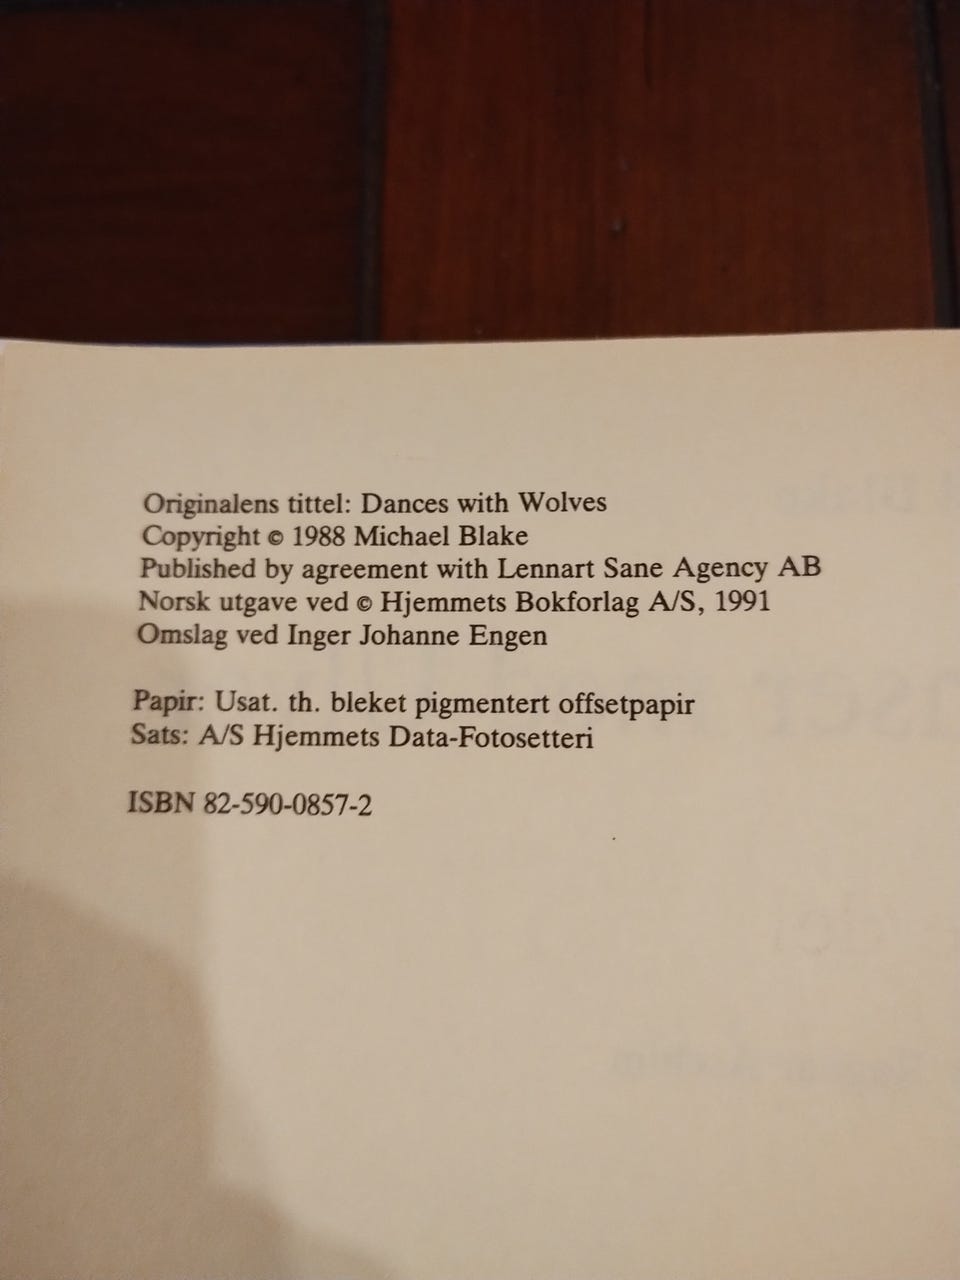 Originalens tittel: Dances with Wolves
Copyright © 1988 Michael Blake
Published by agreement with Lennart Sane Agency AB
Norsk utgave ved © Hjemmets Bokforlag A/S, 1991
Omslag ved Inger Johanne Engen
Papir: Usat. th. bleket pigmentert offsetpapir
Sats: A/S Hjemmets Data-Fotosetteri
ISBN 82-590-0857-2